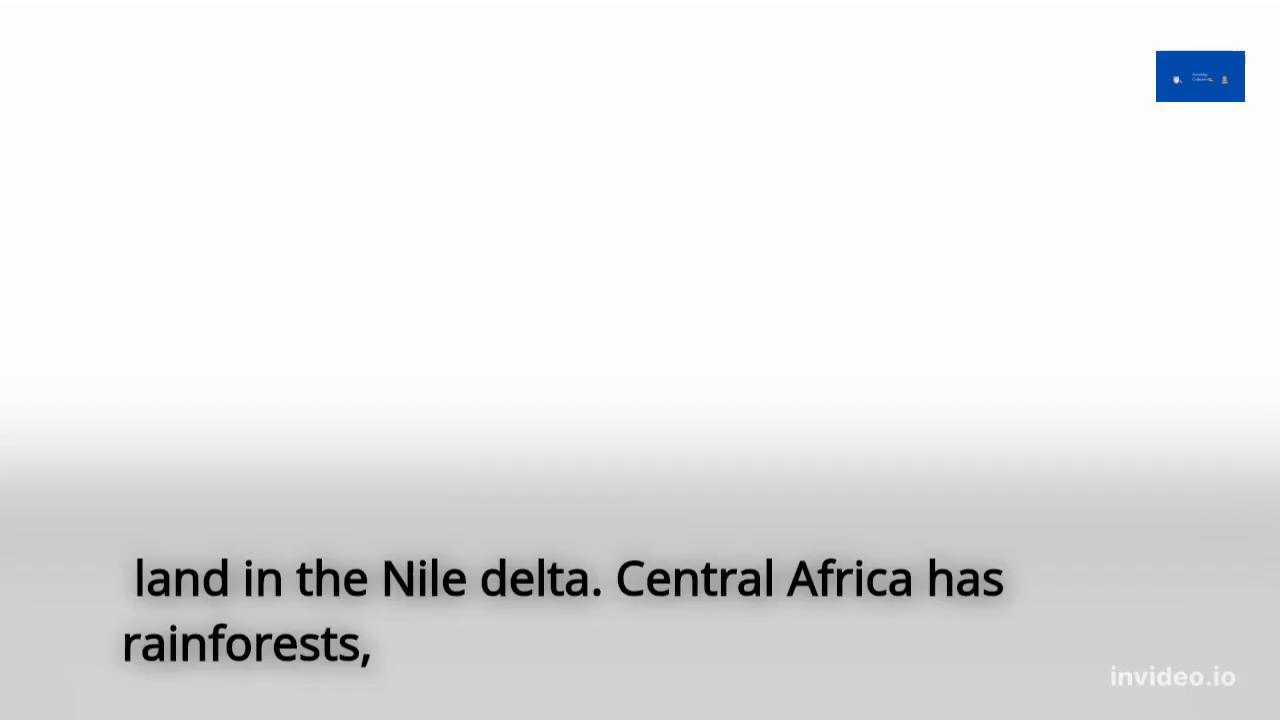 land in the Nile delta. Central Africa has
rainforests,
invideo.io